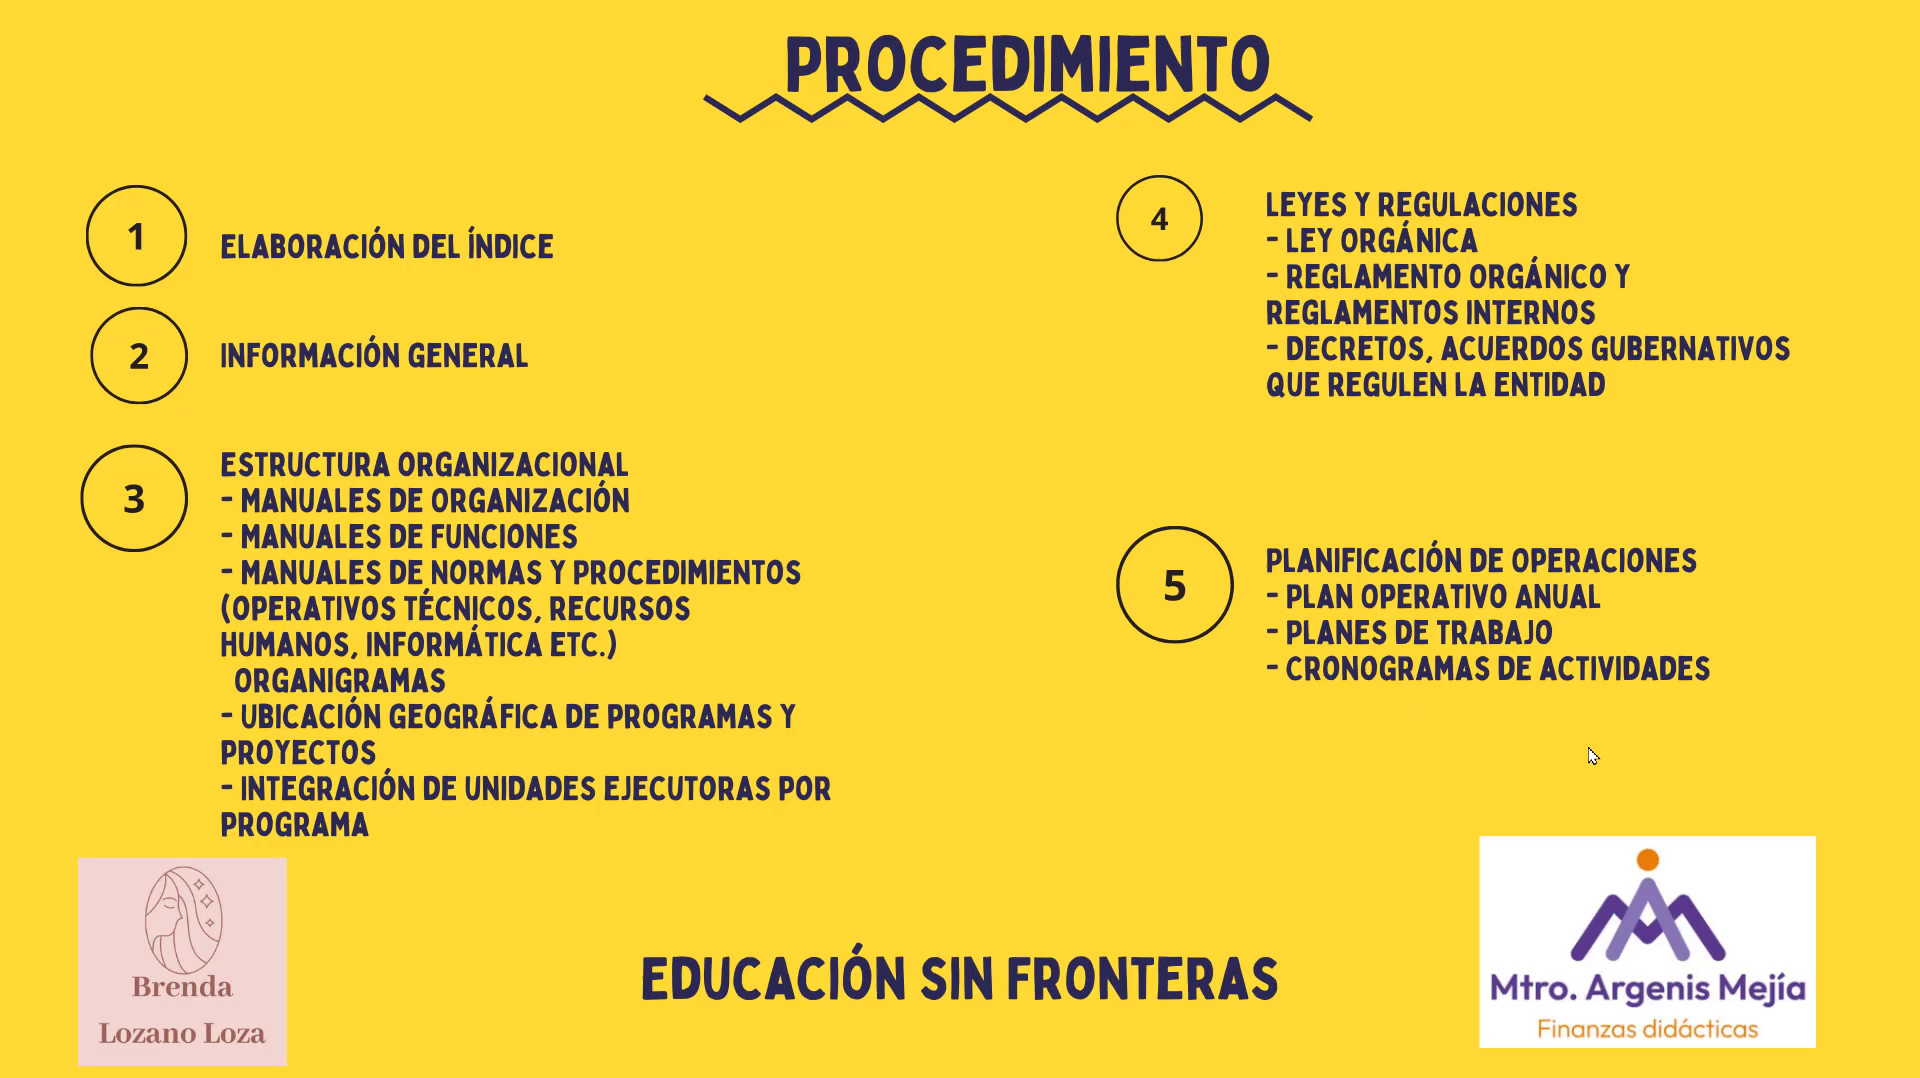 PROCEDIMIENTO
1
ELABORACIÓN DEL ÍNDICE
2
INFORMACIÓN GENERAL
3
ESTRUCTURA ORGANIZACIONAL
- MANUALES DE ORGANIZACIÓN
- MANUALES DE FUNCIONES
- MANUALES DE NORMAS Y PROCEDIMIENTOS
(OPERATIVOS TÉCNICOS, RECURSOS
HUMANOS, INFORMÁTICA ETC.)
ORGANIGRAMAS
- UBICACIÓN GEOGRÁFICA DE PROGRAMAS Y
PROYECTOS
- INTEGRACIÓN DE UNIDADES EJECUTORAS POR
PROGRAMA
4
LEYES Y REGULACIONES
- LEY ORGÁNICA
- REGLAMENTO ORGÁNICO Y
REGLAMENTOS INTERNOS
- DECRETOS, ACUERDOS GUBERNATIVOS
QUE REGULEN LA ENTIDAD
5
PLANIFICACIÓN DE OPERACIONES
- PLAN OPERATIVO ANUAL
- PLANES DE TRABAJO
- CRONOGRAMAS DE ACTIVIDADES
Brenda
Lozano Loza
EDUCACIÓN SIN FRONTERAS
Mtro. Argenis Mejía
Finanzas didácticas